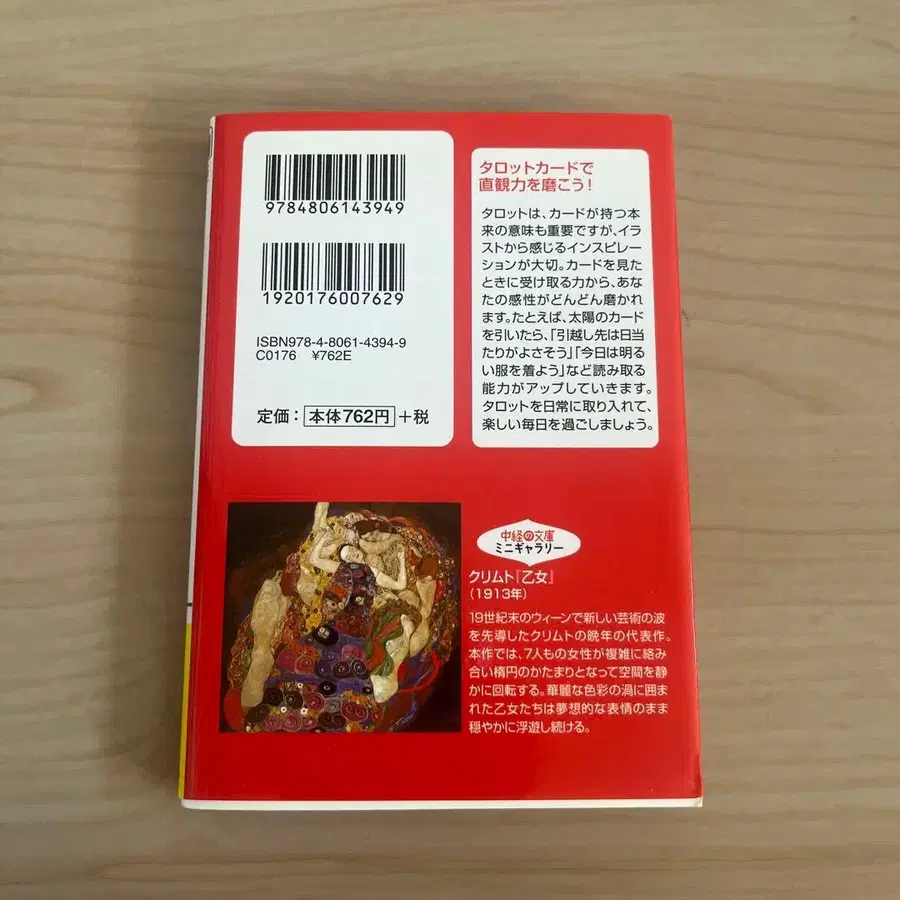 9784806143949
1920176007629
ISBN978-4-8061-4394-9
C0176 ¥762E
定価：本体762円＋税
タロットカードで
直観力を磨こう！
タロットは、カードが持つ本
来の意味も重要ですが、イラ
ストから感じるインスピレー
ションが大切。カードを見た
ときに受け取る力から、あな
たの感性がどんどん磨かれ
ます。たとえば、太陽のカード
を引いたら、「引越し先は日当
たりがよさそう」「今日は明る
い服を着よう」など読み取る
能力がアップしていきます。
タロットを日常に取り入れて、
楽しい毎日を過ごしましょう。
中経の文庫
ミニギャラリー
クリムト『乙女』
（1913年）
19世紀末のウィーンで新しい芸術の波
を先導したクリムトの晩年の代表作。
本作では、7人もの女性が複雑に絡み
合い楕円のかたまりとなって空間を静
かに回転する。華麗な色彩の渦に囲ま
れた乙女たちは夢想的な表情のまま
穏やかに浮遊し続ける。